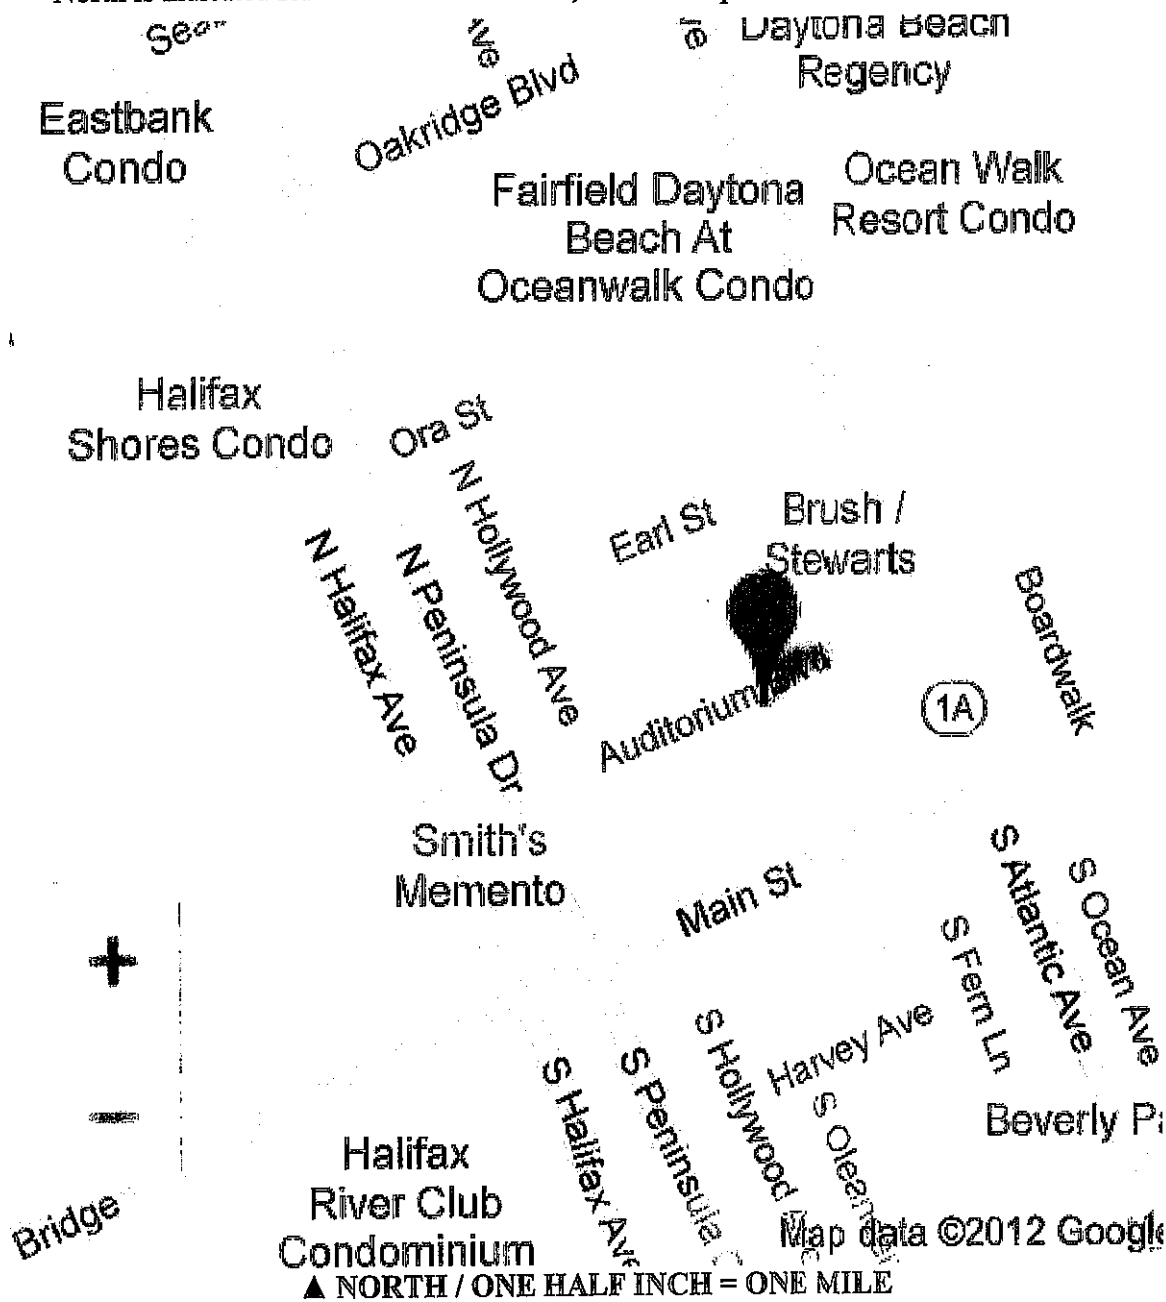 Daytona Beach
Regency
Ave
Oakridge Blvd
Eastbank
Condo
Ocean Walk
Resort Condo
Fairfield Daytona
Beach At
Oceanwalk Condo
Halifax
Shores Condo
Ora St
N Hollywood Ave
Earl St
Brush /
Stewarts
N Halifax Ave
N Peninsula Dr
Boardwalk
Auditorium Blvd
1A
Smith's
Memento
Main St
S Atlantic Ave
S Ocean Ave
S Fern Ln
Harvey Ave
S Hollywood
S Peninsula
S Halifax Ave
Beverly
Halifax
River Club
Condominium
Bridge
Map data ©2012 Google
▲ NORTH / ONE HALF INCH = ONE MILE